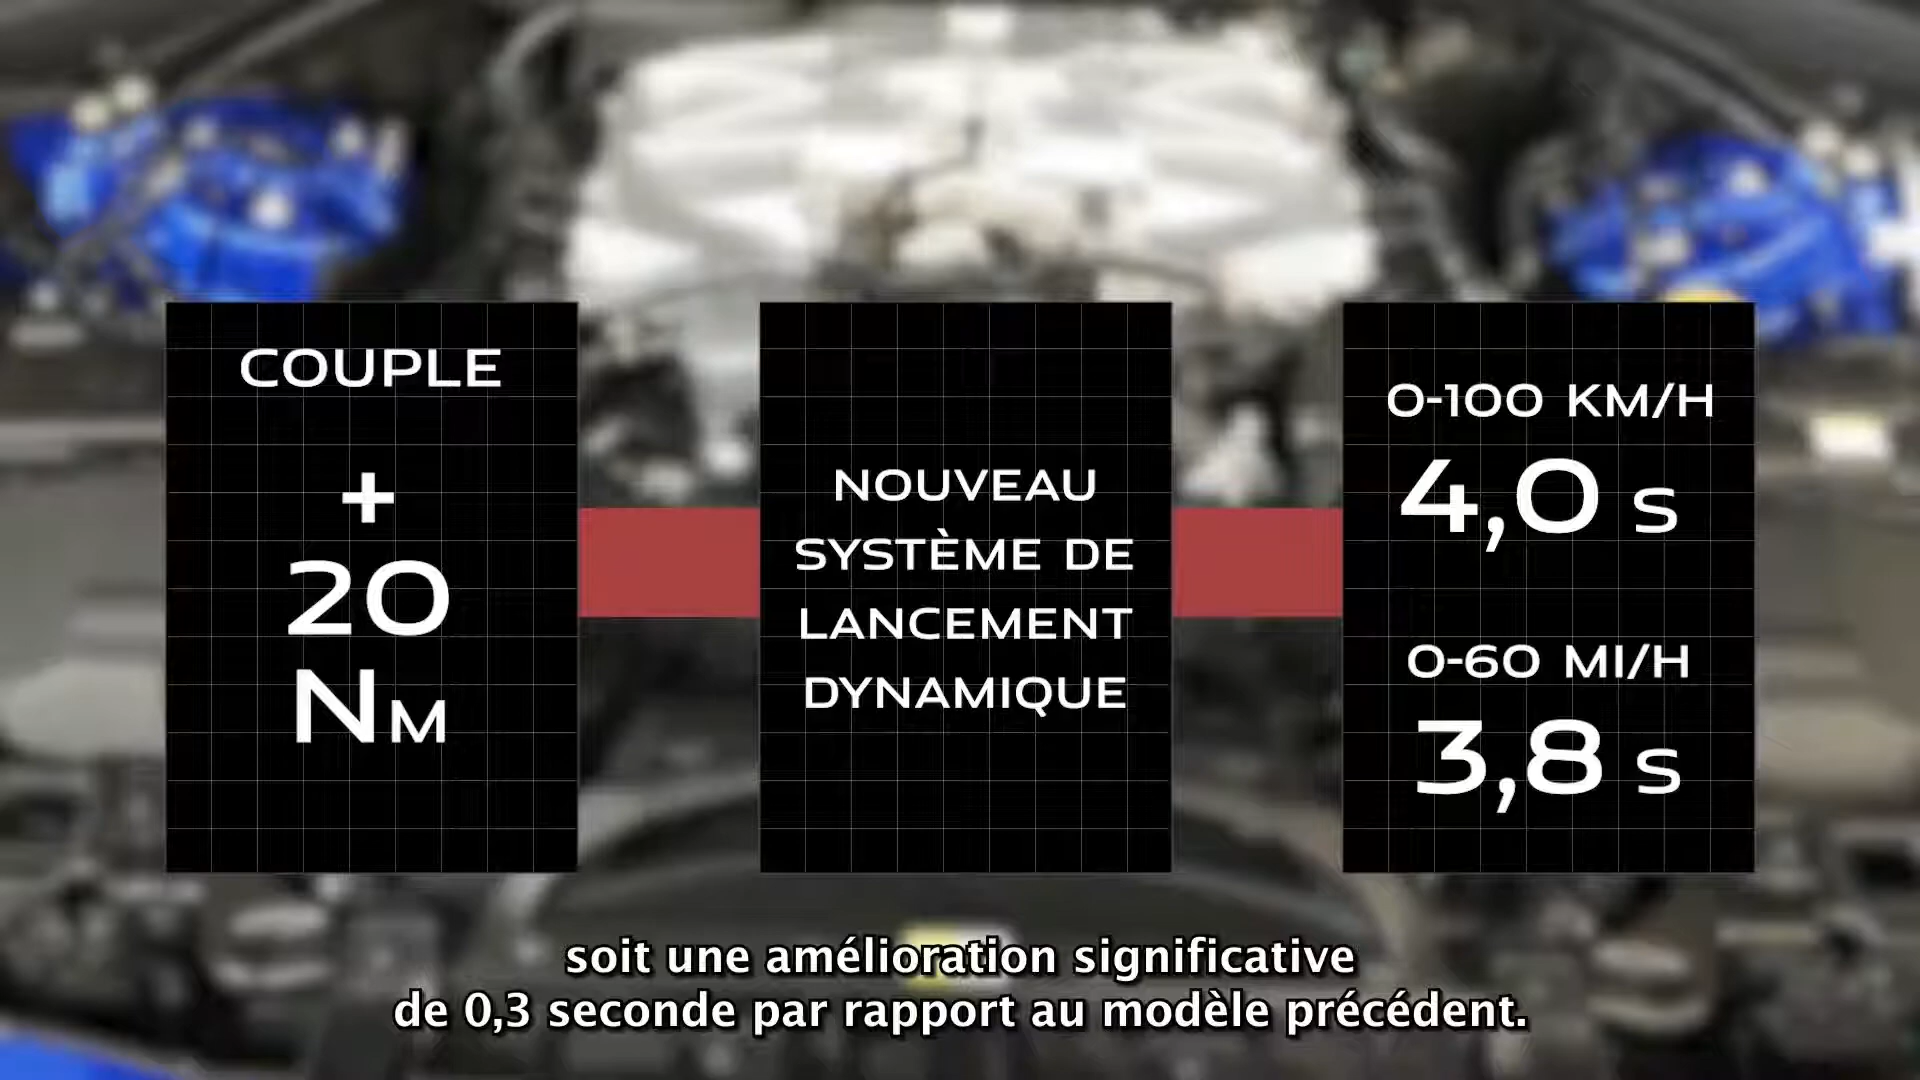 COUPLE
+
20
NM
NOUVEAU
SYSTÈME DE
LANCEMENT
DYNAMIQUE
0-100 KM/H
4,0 s
0-60 MI/H
3,8 s
soit une amélioration significative
de 0,3 seconde par rapport au modèle précédent.